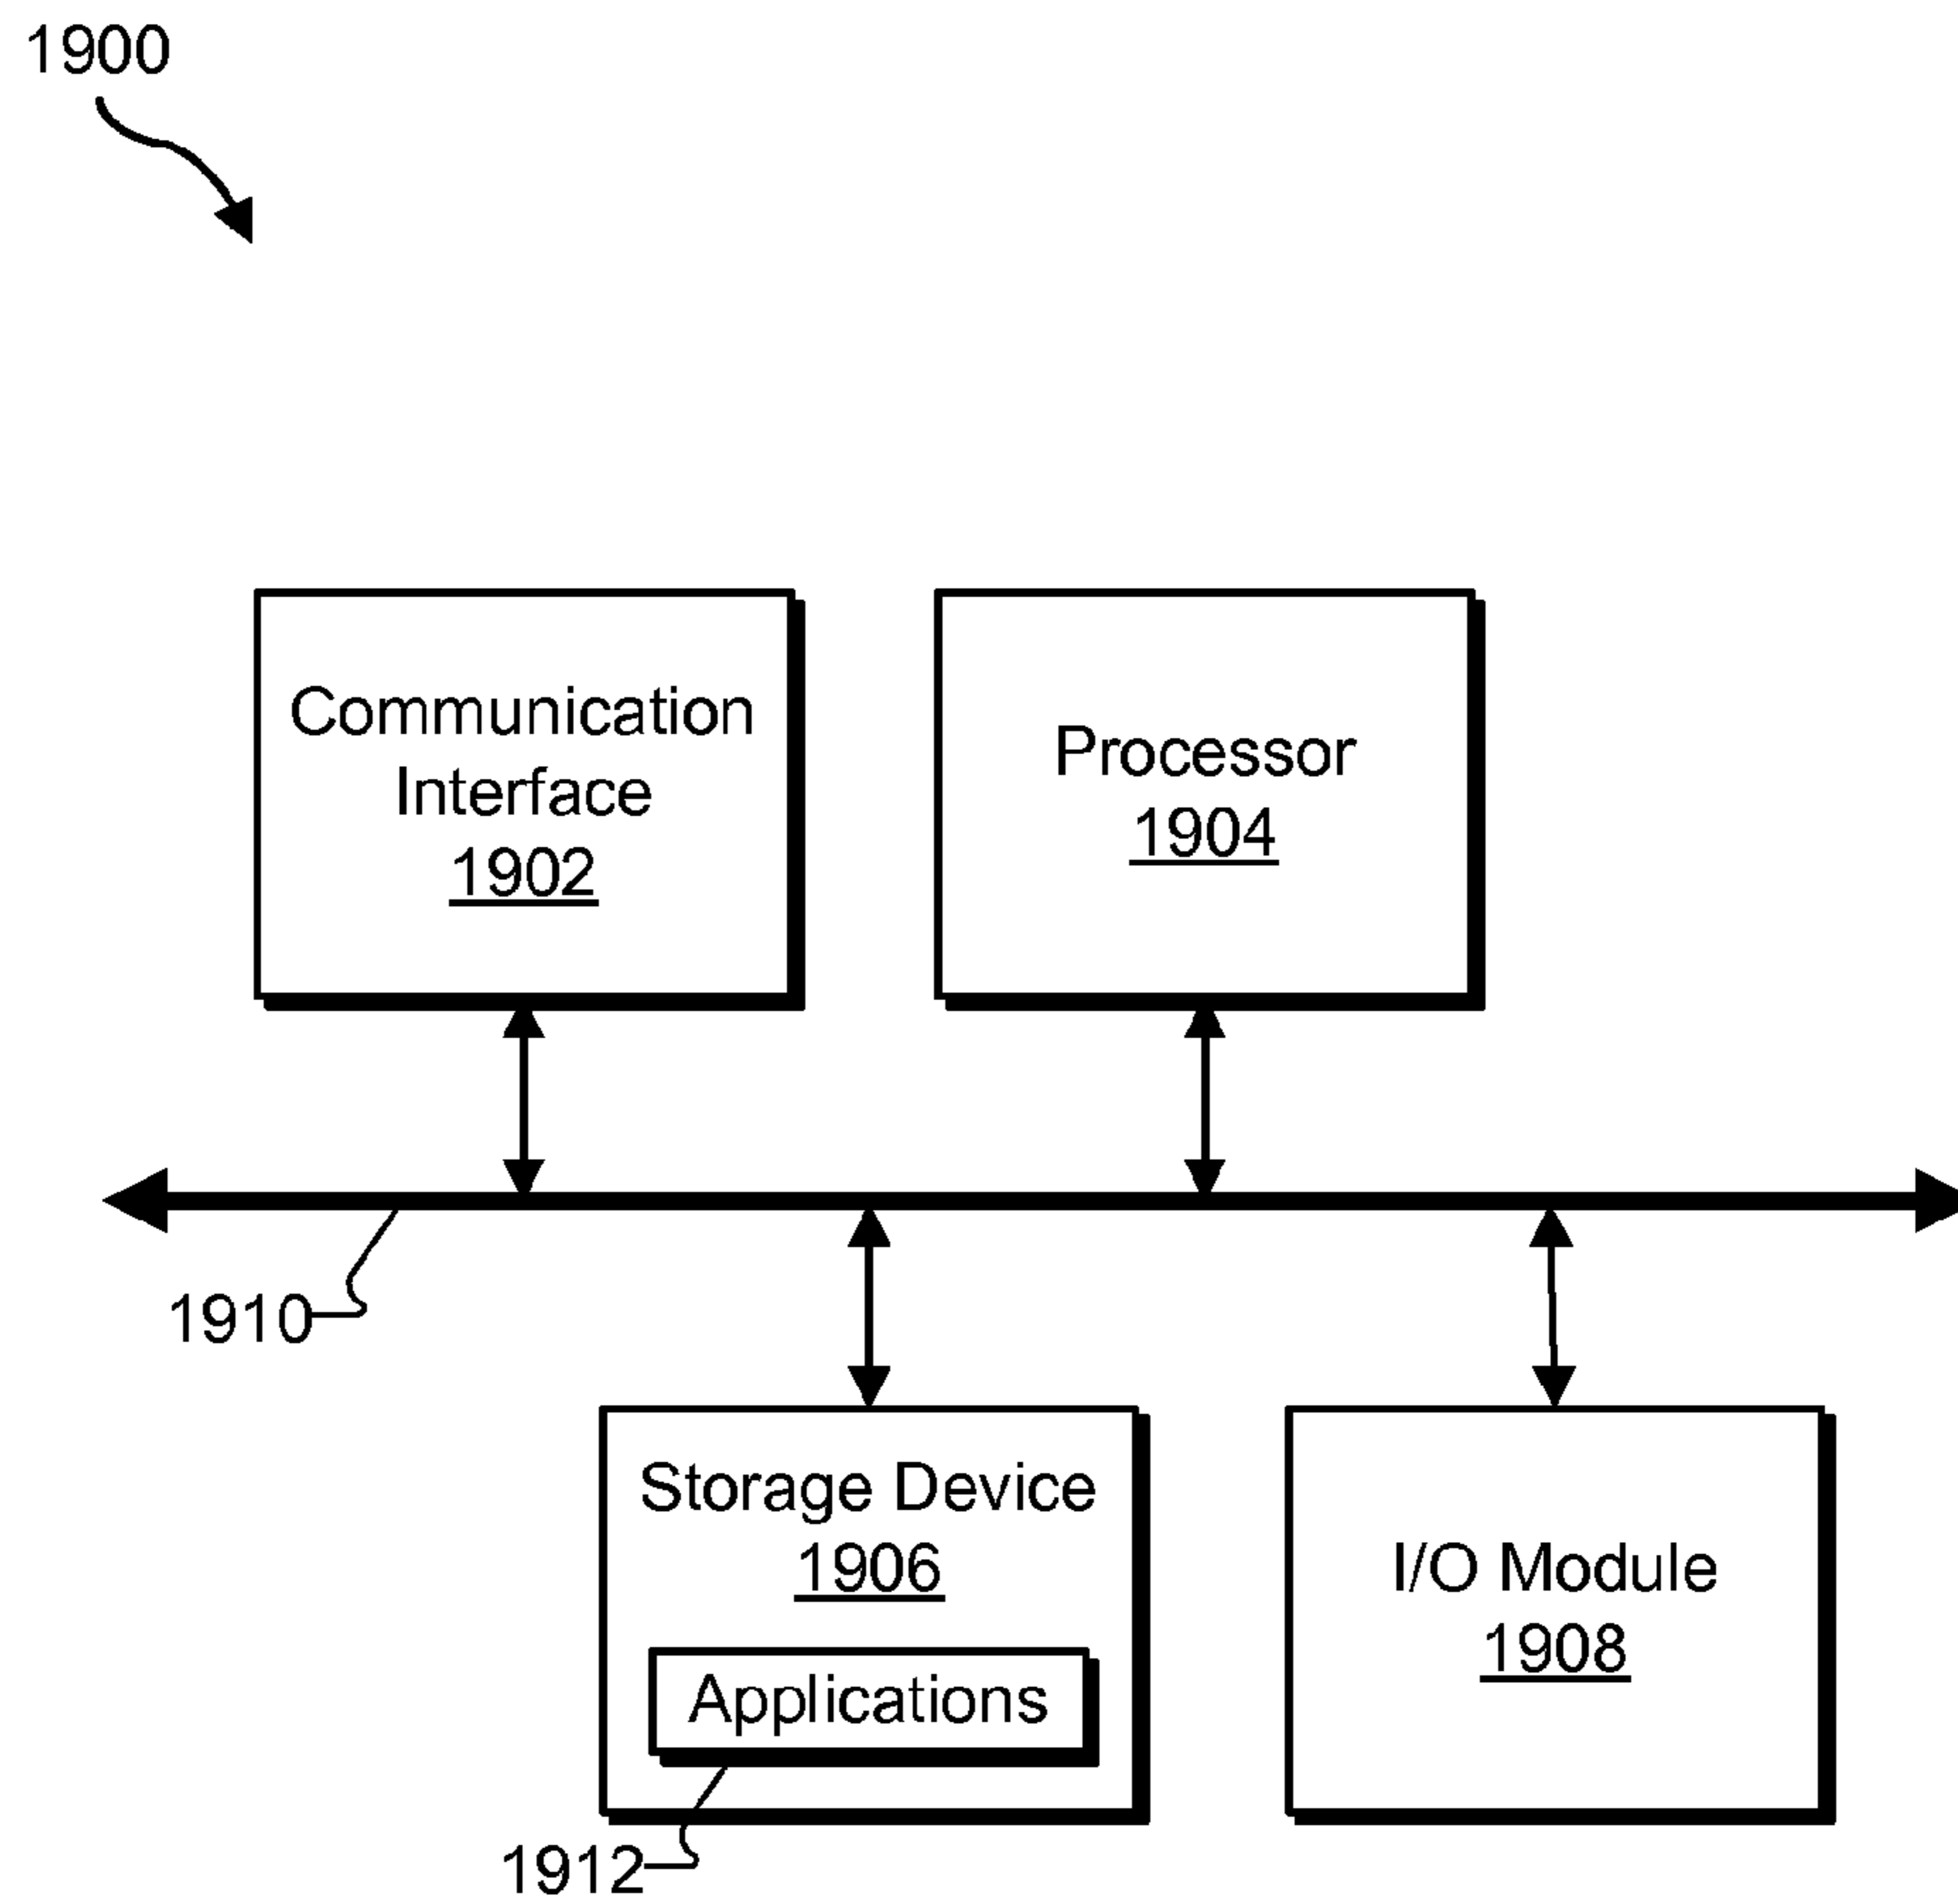 1900
Communication
Interface
1902
Processor
1904
1910
Storage Device
1906
Applications
1912
I/O Module
1908